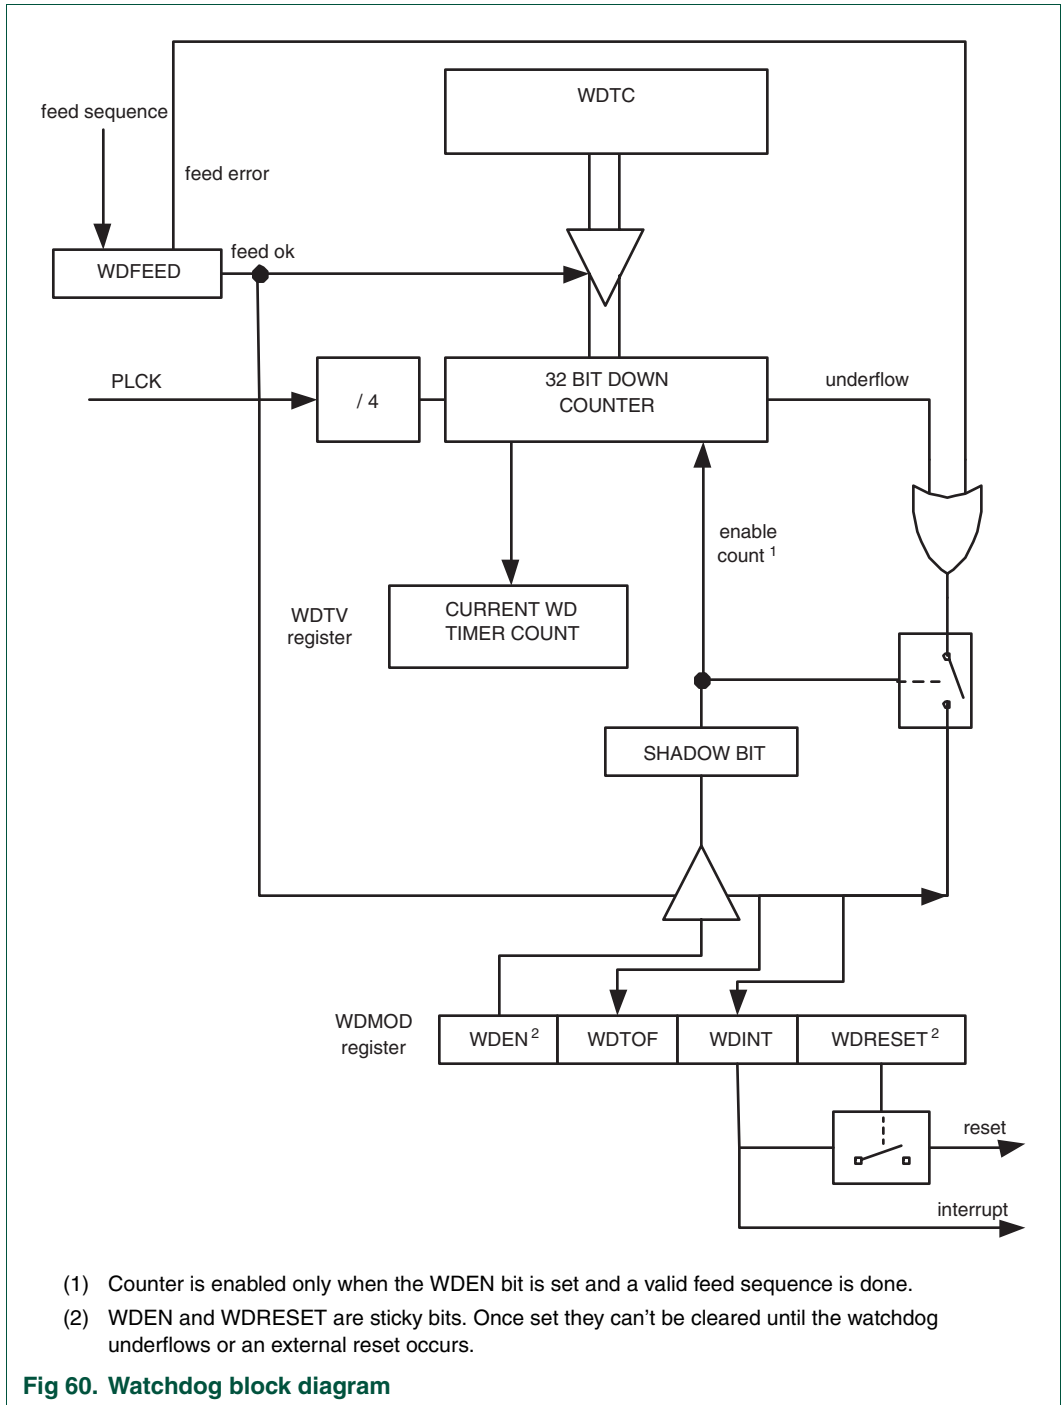 WDTC
feed sequence
feed error
feed ok
WDFEED
PLCK
/ 4
32 BIT DOWN
COUNTER
underflow
enable
count 1
WDTV
register
CURRENT WD
TIMER COUNT
SHADOW BIT
WDMOD
register
WDEN 2
WDTOF
WDINT
WDRESET 2
reset
interrupt
(1) Counter is enabled only when the WDEN bit is set and a valid feed sequence is done.
(2) WDEN and WDRESET are sticky bits. Once set they can’t be cleared until the watchdog
underflows or an external reset occurs.
Fig 60. Watchdog block diagram